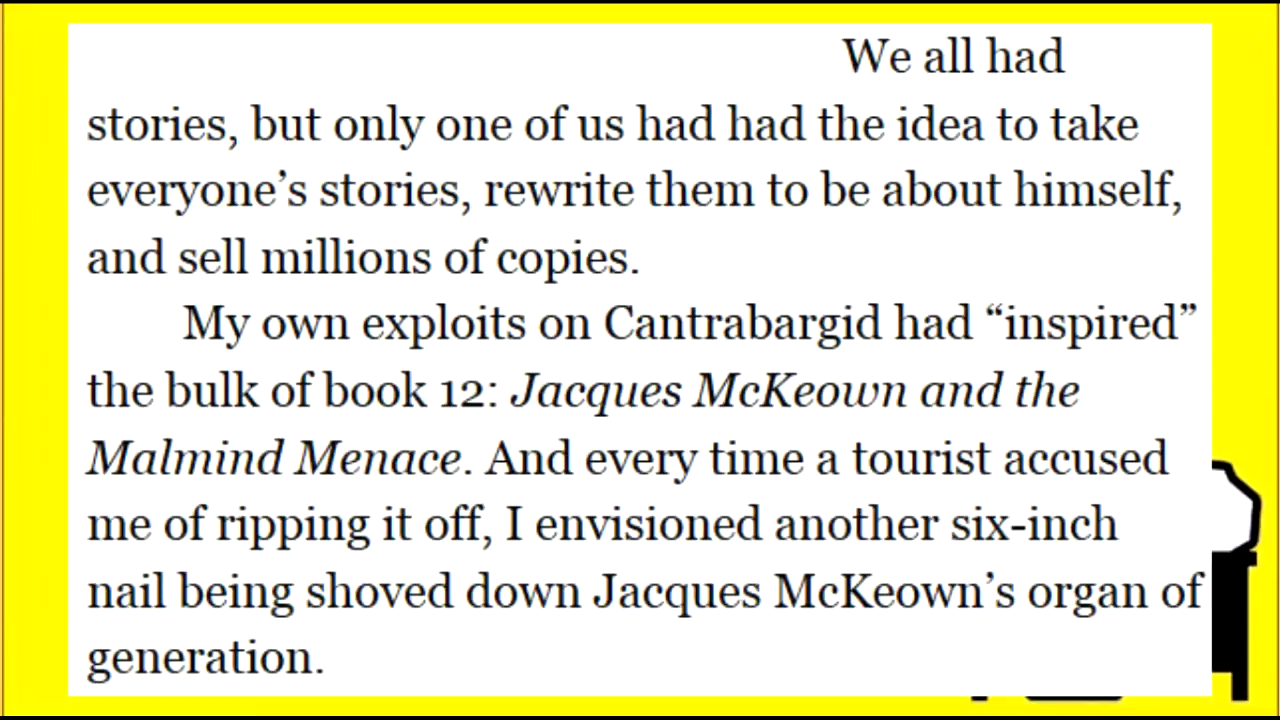 We all had
stories, but only one of us had had the idea to take
everyone’s stories, rewrite them to be about himself,
and sell millions of copies.
My own exploits on Cantrabargid had “inspired”
the bulk of book 12: Jacques McKeown and the
Malmind Menace. And every time a tourist accused
me of ripping it off, I envisioned another six-inch
nail being shoved down Jacques McKeown’s organ of
generation.